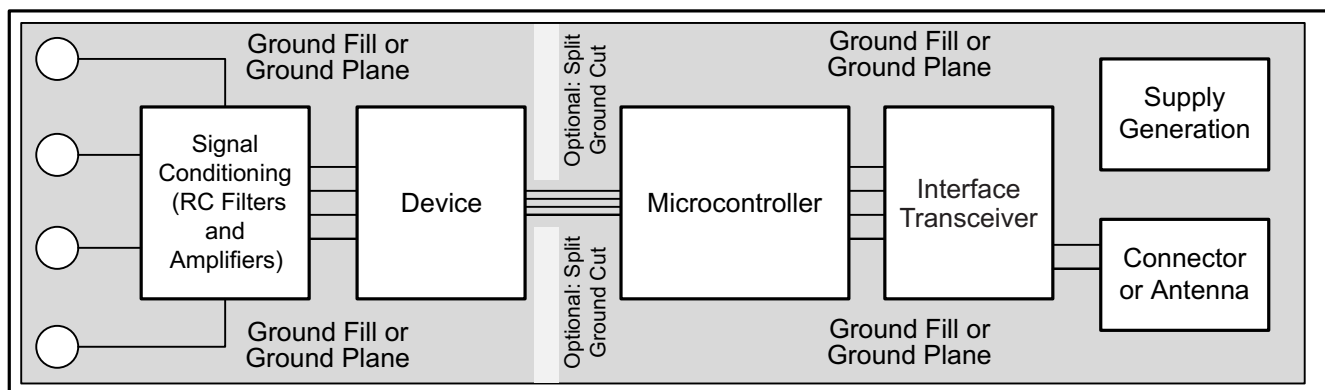 Ground Fill or
Ground Plane
Optional: Split
Ground Cut
Ground Fill or
Ground Plane
Supply
Generation
Signal
Conditioning
(RC Filters
and
Amplifiers)
Device
Microcontroller
Interface
Transceiver
Connector
or Antenna
Ground Fill or
Ground Plane
Optional: Split
Ground Cut
Ground Fill or
Ground Plane